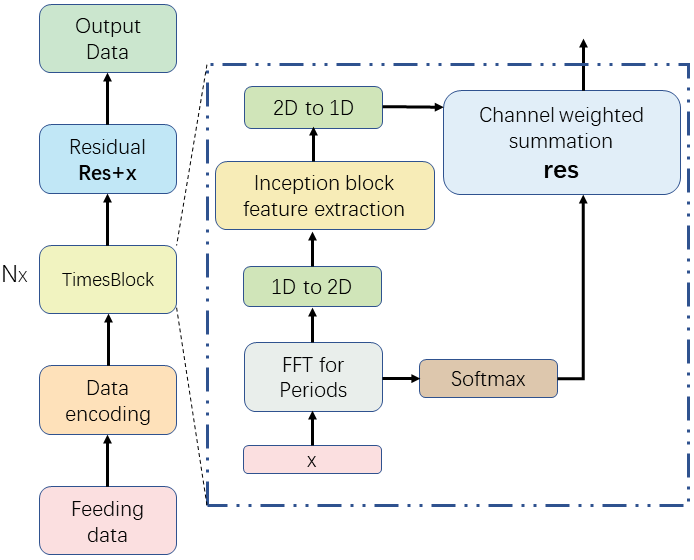 Output
Data
Residual
Res+x
Nx
TimesBlock
Data
encoding
Feeding
data
2D to 1D
Channel weighted
summation
res
Inception block
feature extraction
1D to 2D
FFT for
Periods
Softmax
x